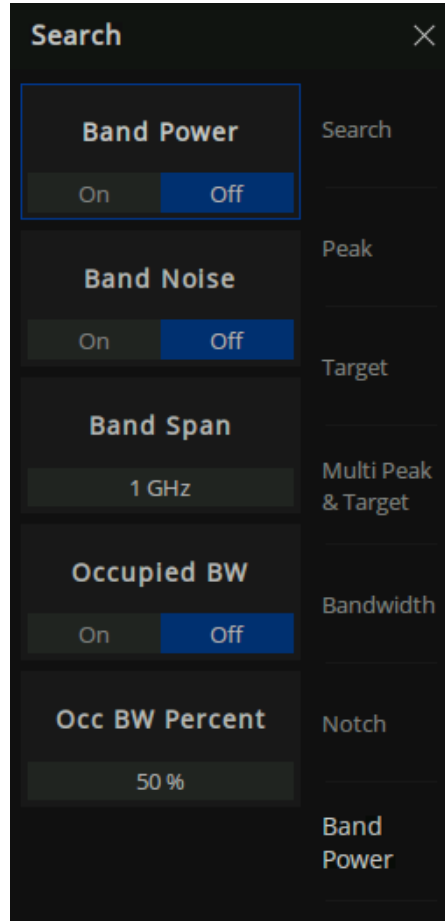 Search
Band Power
On Off
Band Noise
On Off
Band Span
1 GHz
Occupied BW
On Off
Occ BW Percent
50 %
Search
Peak
Target
Multi Peak
& Target
Bandwidth
Notch
Band
Power